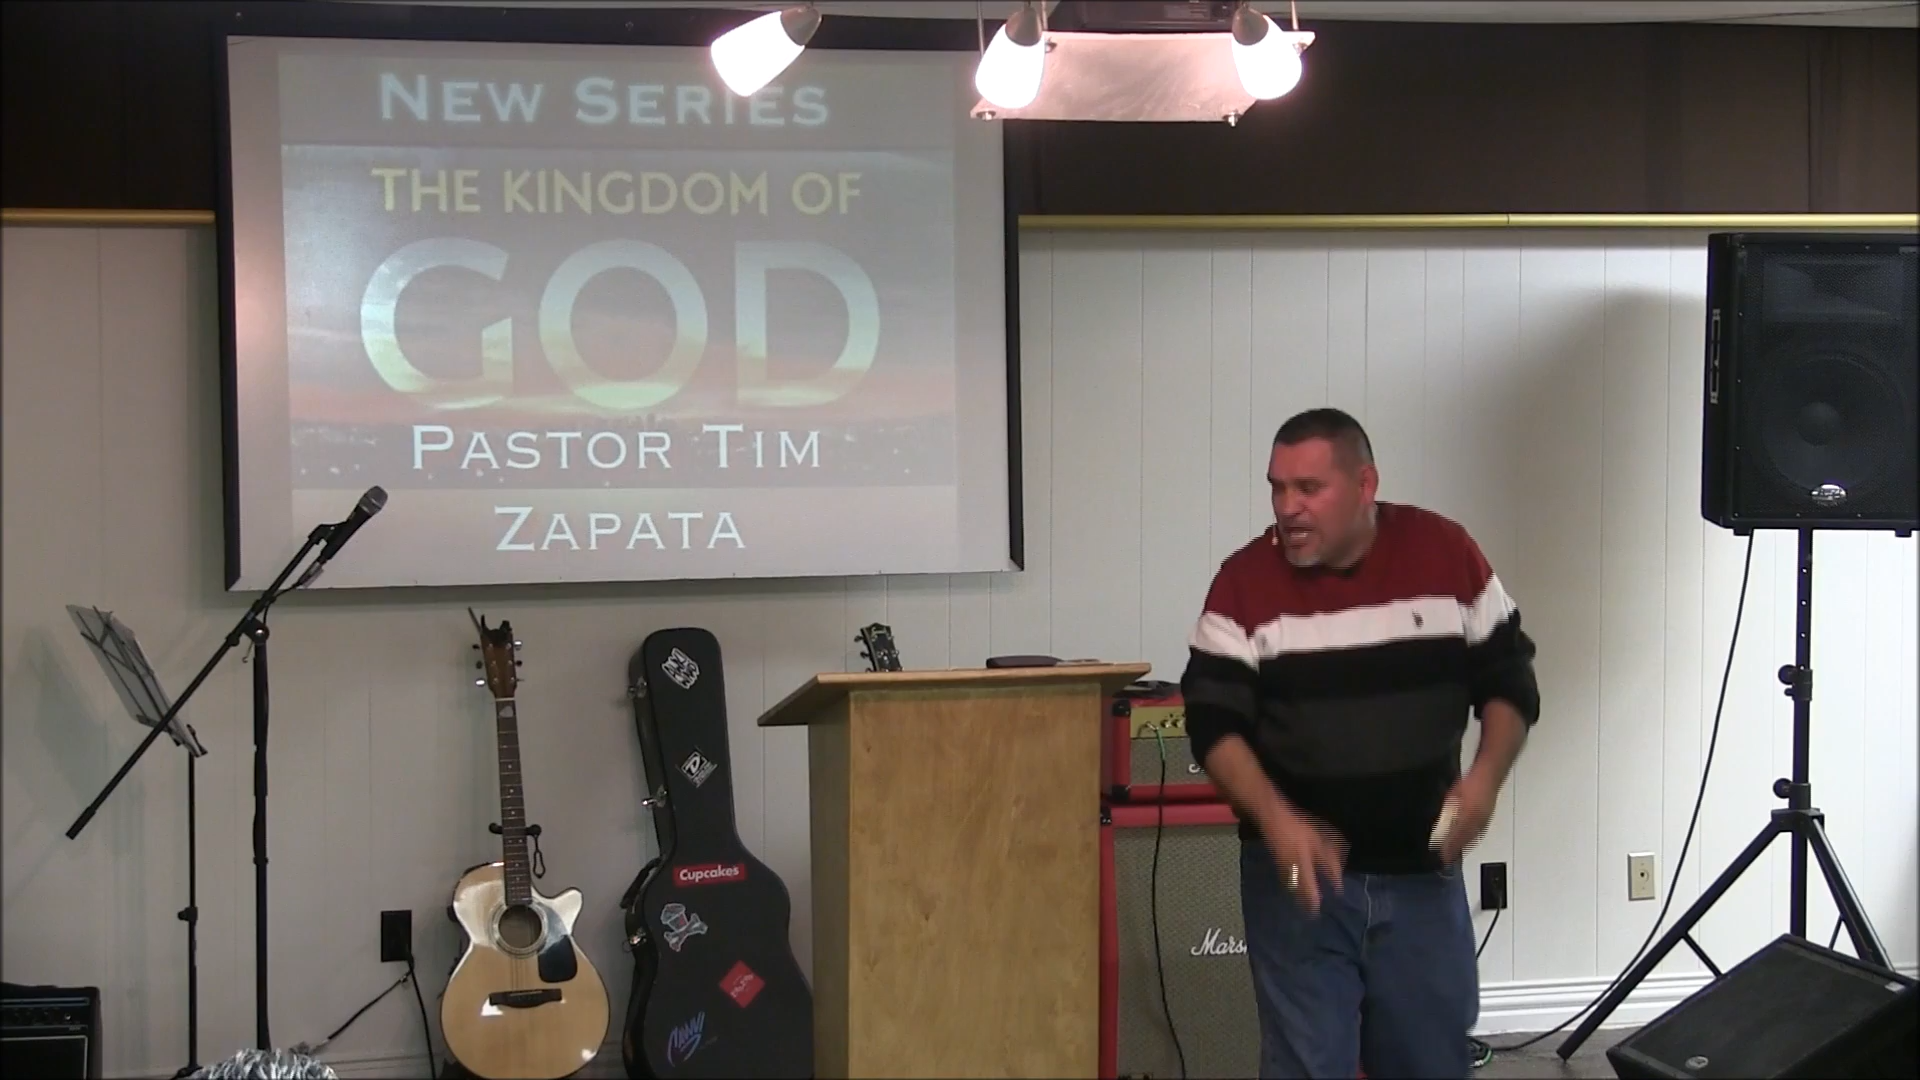 NEW SERIES
THE KINGDOM OF
GOD
PASTOR TIM
ZAPATA
Cupcakes